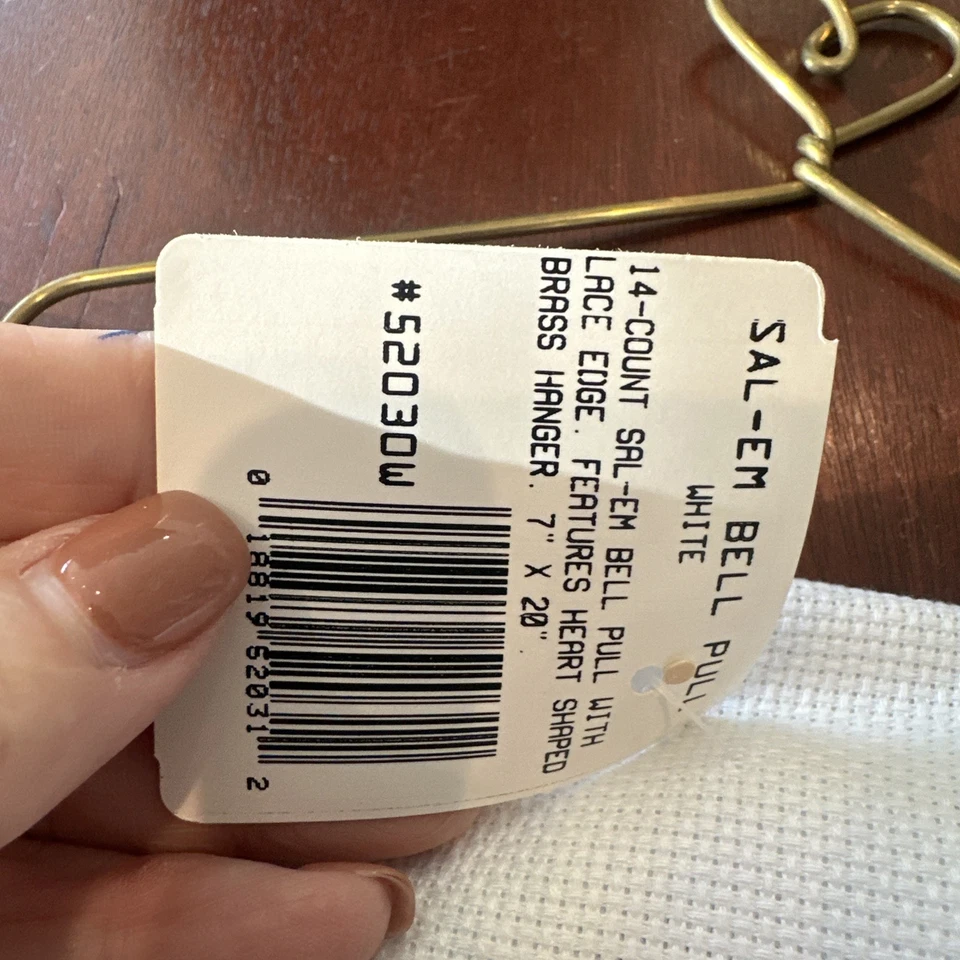 SAL-EM BELL PULL
WHITE
14-COUNT SAL-EM BELL PULL WITH
LACE EDGE. FEATURES HEART SHAPED
BRASS HANGER. 7" X 20"
#52030W
0 18819 52031 2